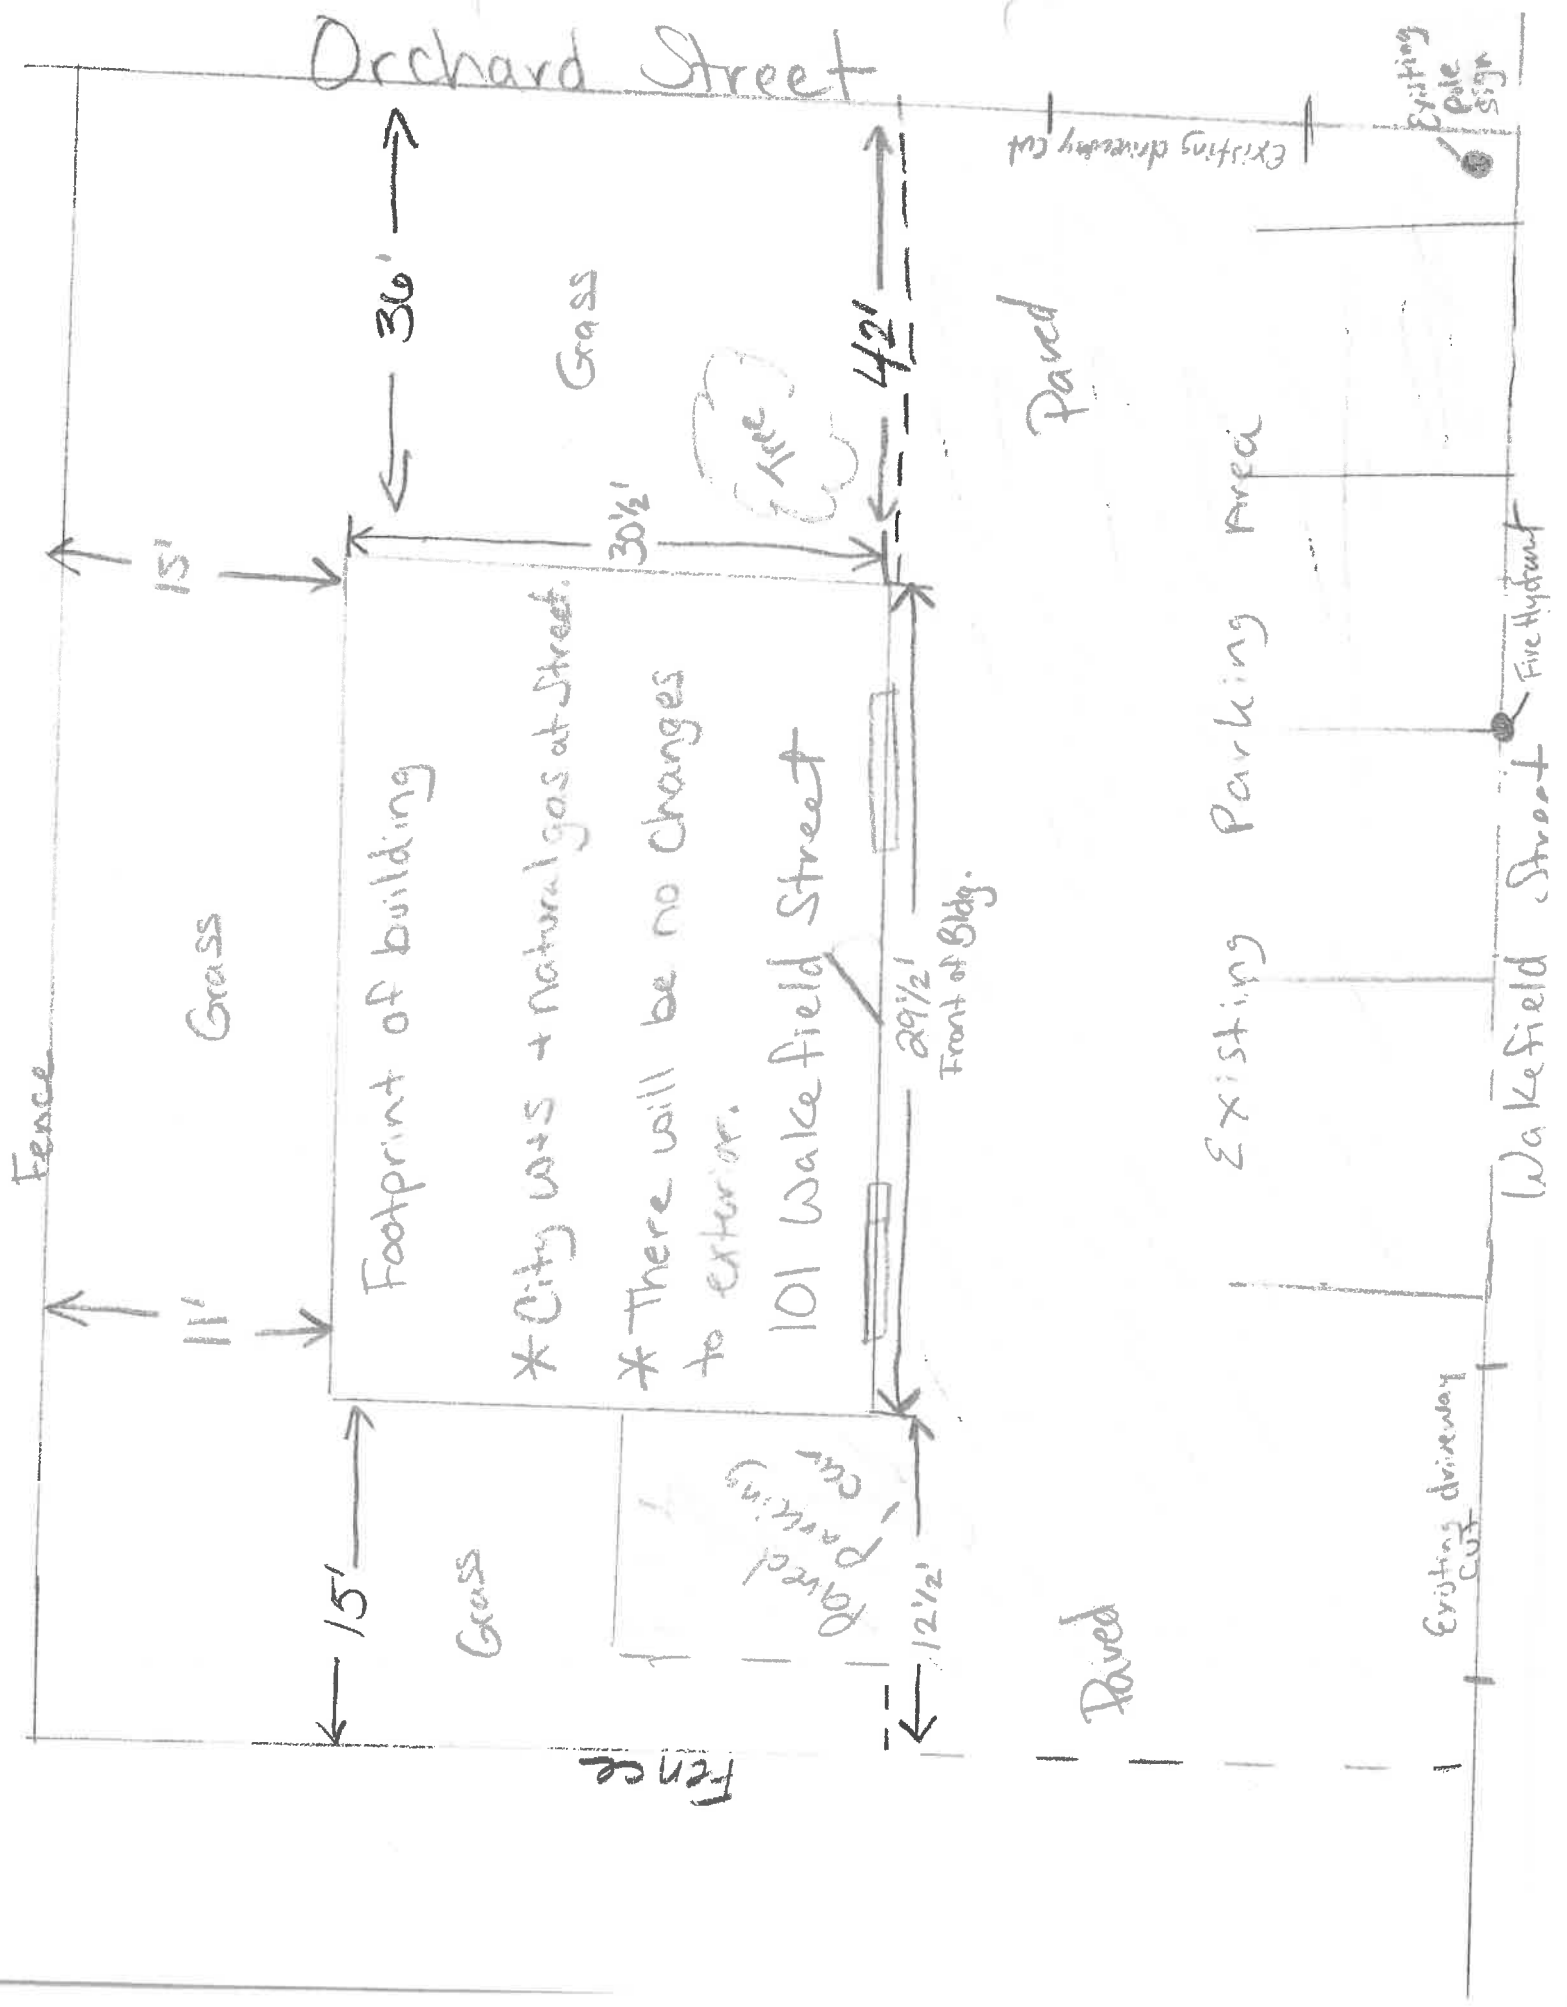 Orchard Street
Existing
Pole
Sign
Existing driveway cut
36'
Grass
42'
Tree
Paved
15'
30½'
Fence
Grass
11'
Footprint of building
* City w+s + natural gas at Street.
* There will be no changes
to exterior.
101 Wakefield Street
29½'
Front of Bldg.
Existing Parking Area
Fire Hydrant
Wakefield Street
15'
Grass
Paved
Parking
1 car
12½'
Fence
Paved
Existing driveway
cut